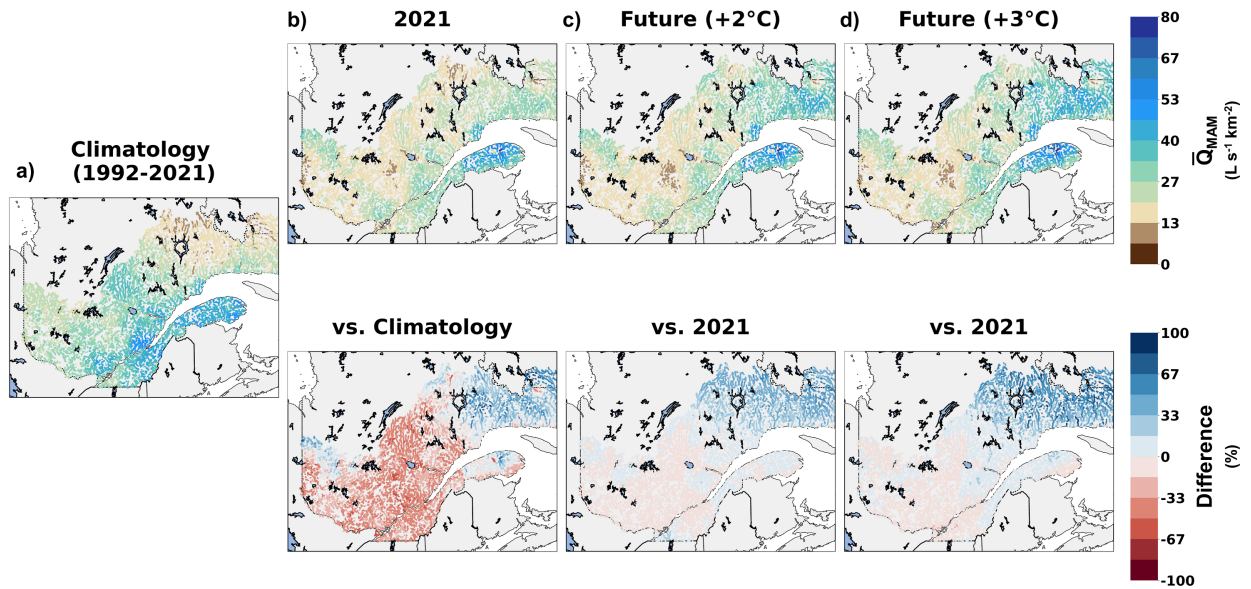 a)
Climatology
(1992-2021)
b)
2021
c)
Future (+2°C)
d)
Future (+3°C)
80
67
53
40
27
13
0
Q̅MAM
(L s⁻¹ km⁻²)
vs. Climatology
vs. 2021
vs. 2021
100
67
33
0
-33
-67
-100
Difference
(%)